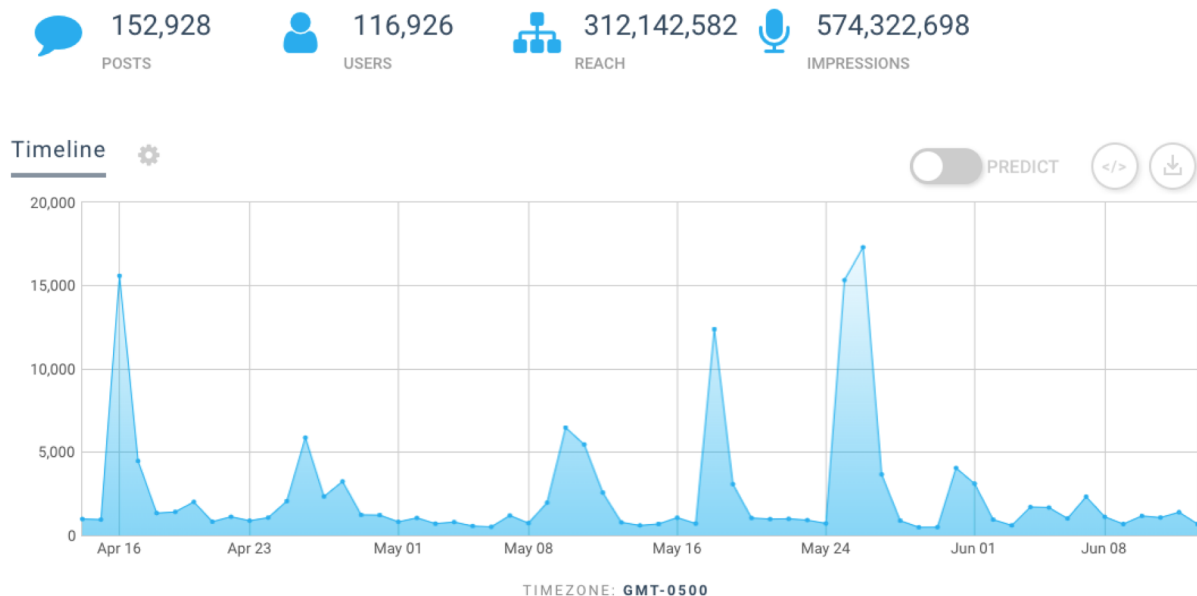 152,928 116,926 312,142,582 574,322,698
POSTS USERS REACH IMPRESSIONS
Timeline
PREDICT </>
20,000
15,000
10,000
5,000
0
Apr 16 Apr 23 May 01 May 08 May 16 May 24 Jun 01 Jun 08
TIMEZONE: GMT-0500